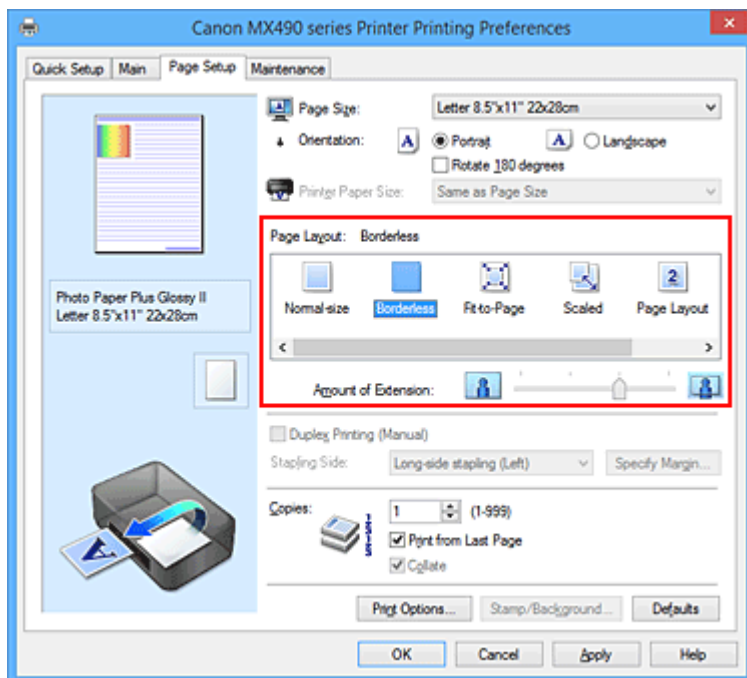 Canon MX490 series Printer Printing Preferences
Quick Setup Main Page Setup Maintenance
Page Size: Letter 8.5"x11" 22x28cm
Orientation: A Portrait A Landscape
Rotate 180 degrees
Printer Paper Size: Same as Page Size
Page Layout: Borderless
2
Normal-size Borderless Fit-to-Page Scaled Page Layout
Photo Paper Plus Glossy II
Letter 8.5"x11" 22x28cm
Amount of Extension:
Duplex Printing (Manual)
Stapling Side: Long-side stapling (Left) Specify Margin...
Copies: 1 (1-999)
Print from Last Page
Collate
A
Print Options... Stamp/Background... Defaults
OK Cancel Apply Help